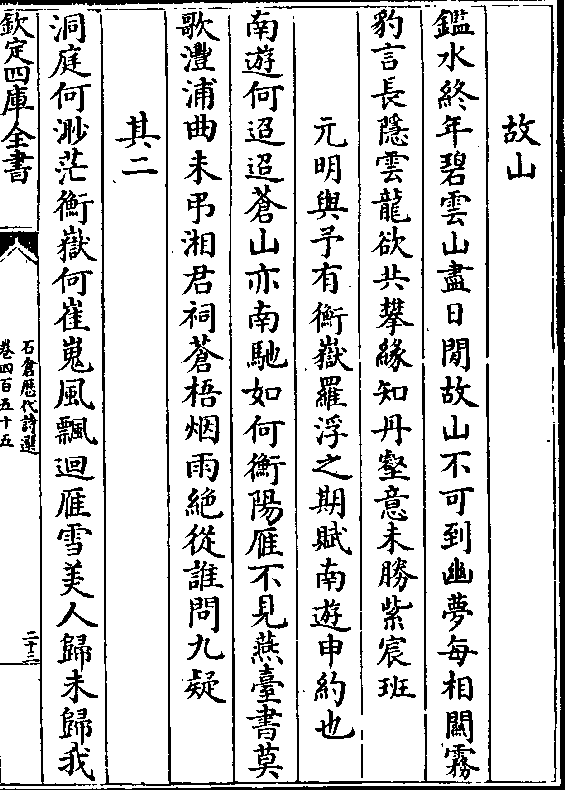 故山
鑑水終年碧雲山盡日閒故山不可到幽夢每相關霧
豹言長隱雲龍欲共攀緣知丹壑意未勝紫宸班
元明與予有衡嶽羅浮之期賦南遊申約也
南遊何迢迢蒼山亦南馳如何衡陽雁不見燕臺書莫
歌灃浦曲未弔湘君祠蒼梧烟雨絶從誰問九疑
其二
洞庭何渺茫衡嶽何崔嵬風飄迴雁雪美人歸未歸我
欽定四庫全書
石倉歴代詩選
卷四百五十五
二十三